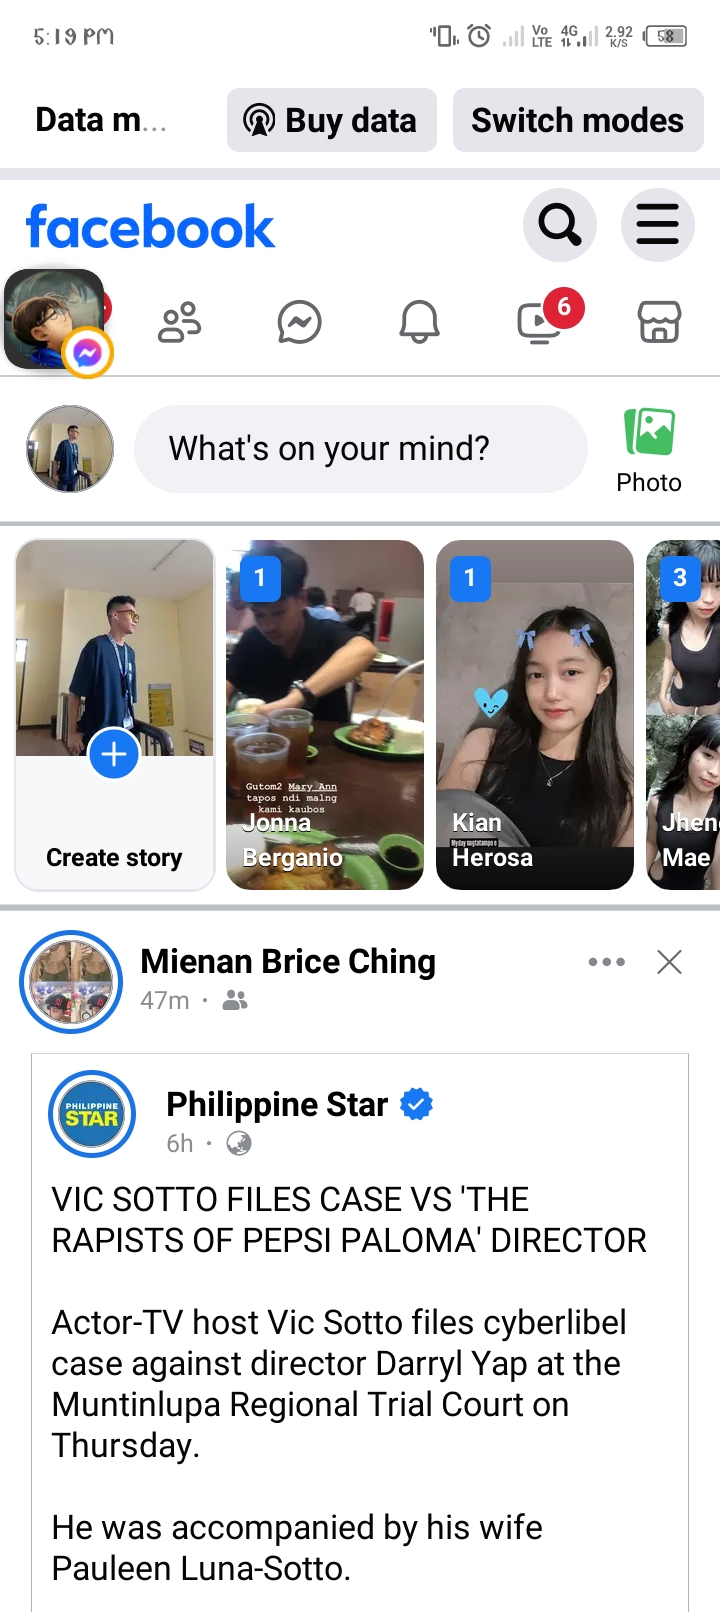 5:19 PM
Vo LTE 4G 2.92 K/S 58
Data m...
Buy data
Switch modes
facebook
6
What's on your mind?
Photo
1
1
3
Gutom2 Mary Ann
tapos ndi malng
kami kaubos
Jonna
Berganio
Kian
Herosa
Jhen
Mae
Create story
Mienan Brice Ching
47m ·
PHILIPPINE
STAR
Philippine Star
6h ·
VIC SOTTO FILES CASE VS 'THE
RAPISTS OF PEPSI PALOMA' DIRECTOR
Actor-TV host Vic Sotto files cyberlibel
case against director Darryl Yap at the
Muntinlupa Regional Trial Court on
Thursday.
He was accompanied by his wife
Pauleen Luna-Sotto.